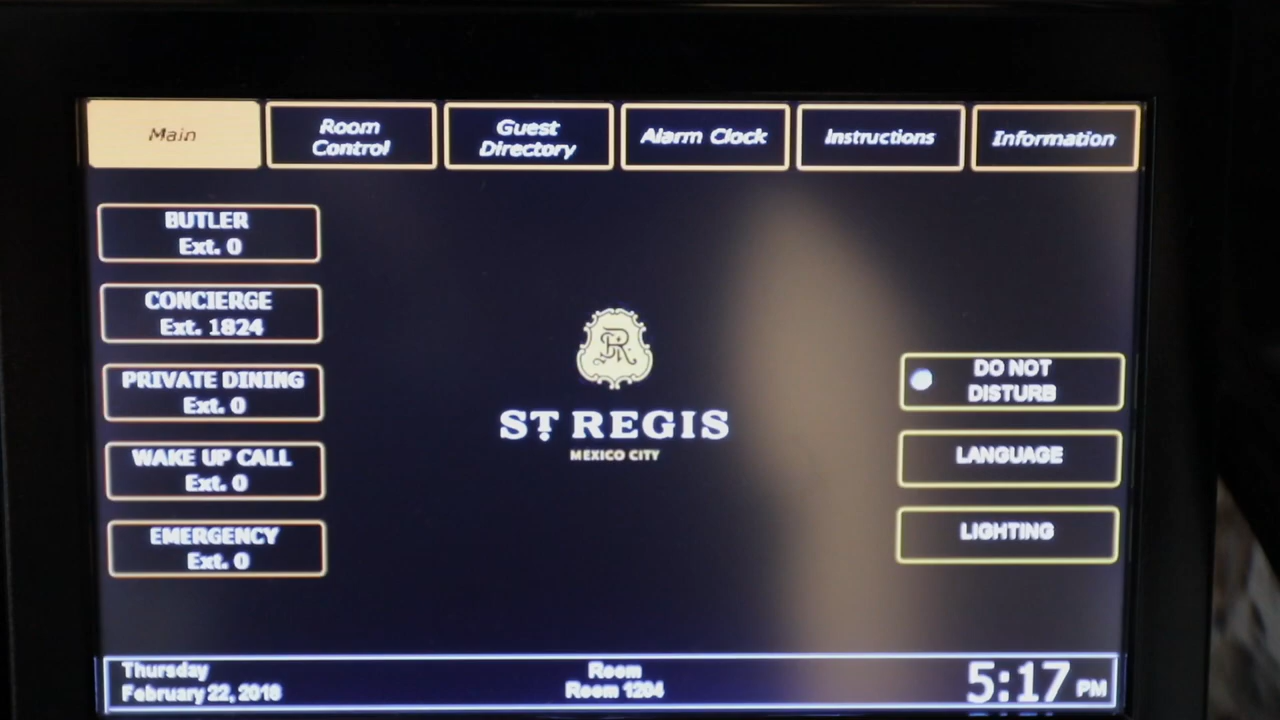 Main
Room
Control
Guest
Directory
Alarm Clock
Instructions
Information
BUTLER
Ext. 0
CONCIERGE
Ext. 1824
PRIVATE DINING
Ext. 0
WAKE UP CALL
Ext. 0
EMERGENCY
Ext. 0
R
ST REGIS
MEXICO CITY
DO NOT
DISTURB
LANGUAGE
LIGHTING
Thursday
February 22, 2018
Room
Room 1204
5:17 PM